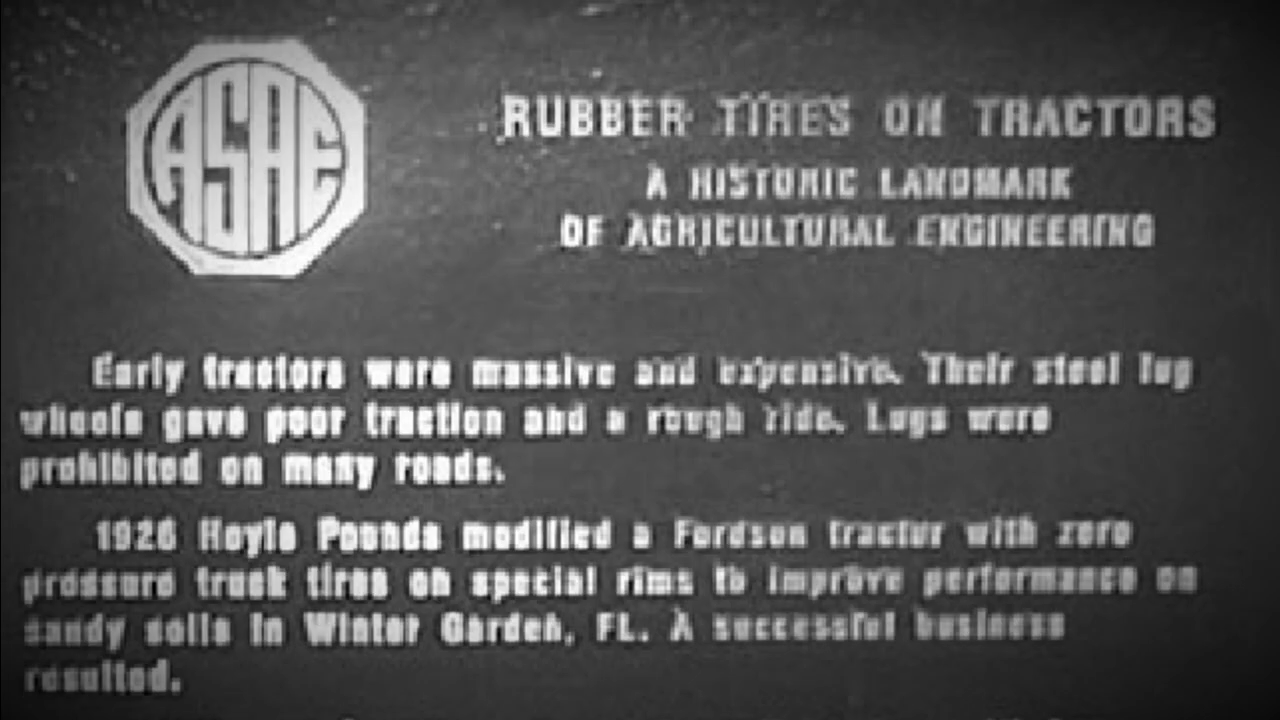 ASAE
RUBBER TIRES ON TRACTORS
A HISTORIC LANDMARK
OF AGRICULTURAL ENGINEERING
Early tractors were massive and expensive. Their steel lug
wheels gave poor traction and a rough ride. Lugs were
prohibited on many roads.
1926 Hoyle Pounds modified a Fordson tractor with zero
pressure truck tires on special rims to improve performance on
sandy soils in Winter Garden, FL. A successful business
resulted.